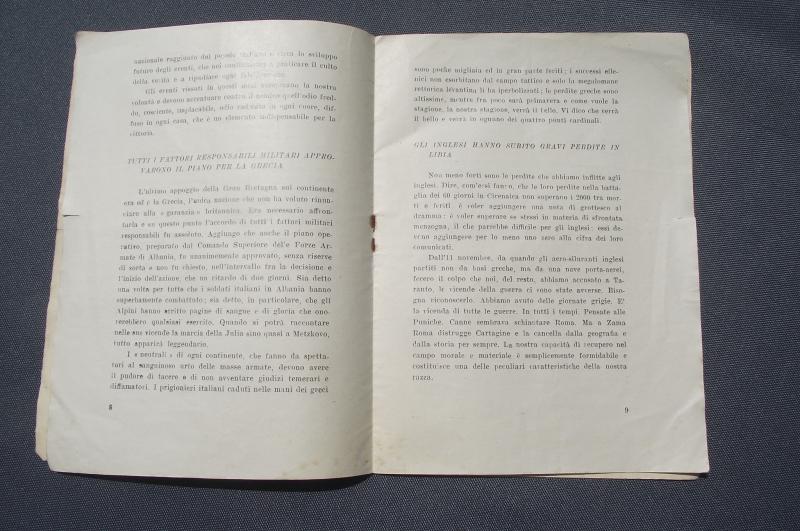 nazionale raggiunto dal popolo italiano e circa lo sviluppo
futuro degli eventi, che noi continuiamo a praticare il culto
della verità e a ripudiare ogni falsificazione.
Gli eventi vissuti in questi mesi esasperano la nostra
volontà e devono accentuare contro il nemico quell'odio fred-
do, cosciente, implacabile, odio radicato in ogni cuore, dif-
fuso in ogni casa, che è un elemento indispensabile per la
vittoria.
TUTTI I FATTORI RESPONSABILI MILITARI APPRO-
VARONO IL PIANO PER LA GRECIA
L'ultimo appoggio della Gran Bretagna sul continente
era ed è la Grecia, l'unica nazione che non ha voluto rinun-
ciare alla « garanzia » britannica. Era necessario affron-
tarla e su questo punto l'accordo di tutti i fattori militari
responsabili fu assoluto. Aggiungo che anche il piano ope-
rativo, preparato dal Comando Superiore delle Forze Ar-
mate di Albania, fu unanimemente approvato, senza riserve
di sorta e non fu chiesto, nell'intervallo fra la decisione e
l'inizio dell'azione, che un ritardo di due giorni. Sia detto
una volta per tutte che i soldati italiani in Albania hanno
superbamente combattuto; sia detto, in particolare, che gli
Alpini hanno scritto pagine di sangue e di gloria che ono-
rerebbero qualsiasi esercito. Quando si potrà raccontare
nelle sue vicende la marcia della Julia sino quasi a Metzkovo,
tutto apparirà leggendario.
I « neutrali » di ogni continente, che fanno da spetta-
tori al sanguinoso urto delle masse armate, devono avere
il pudore di tacere e di non avventare giudizi temerari e
diffamatori. I prigionieri italiani caduti nelle mani dei greci
8
sono poche migliaia ed in gran parte feriti; i successi elle-
nici non esorbitano dal campo tattico e solo la megalomane
rettorica levantina li ha iperbolizzati; le perdite greche sono
altissime, mentre fra poco sarà primavera e come vuole la
stagione, la nostra stagione, verrà il bello. Vi dico che verrà
il bello e verrà in ognuno dei quattro punti cardinali.
GLI INGLESI HANNO SUBITO GRAVI PERDITE IN
LIBIA
Non meno forti sono le perdite che abbiamo inflitte agli
inglesi. Dire, com'essi fanno, che le loro perdite nella batta-
glia dei 60 giorni in Cirenaica non superano i 2000 tra mor-
ti e feriti è voler aggiungere una nota di grottesco al
dramma: è voler superare se stessi in materia di sfrontata
menzogna, il che parrebbe difficile per gli inglesi: essi de-
vono aggiungere per lo meno uno zero alla cifra dei loro
comunicati.
Dall'11 novembre, da quando gli aero-siluranti inglesi
partiti non da basi greche, ma da una nave porta-aerei,
fecero il colpo che noi, del resto, abbiamo accusato a Ta-
ranto, le vicende della guerra ci sono state avverse. Biso-
gna riconoscerlo. Abbiamo avuto delle giornate grigie. E'
la vicenda di tutte le guerre. In tutti i tempi. Pensate alle
Puniche. Canne sembrava schiantare Roma. Ma a Zama
Roma distrugge Cartagine e la cancella dalla geografia e
dalla storia per sempre. La nostra capacità di recupero nel
campo morale e materiale è semplicemente formidabile e
costituisce una delle peculiari caratteristiche della nostra
razza.
9